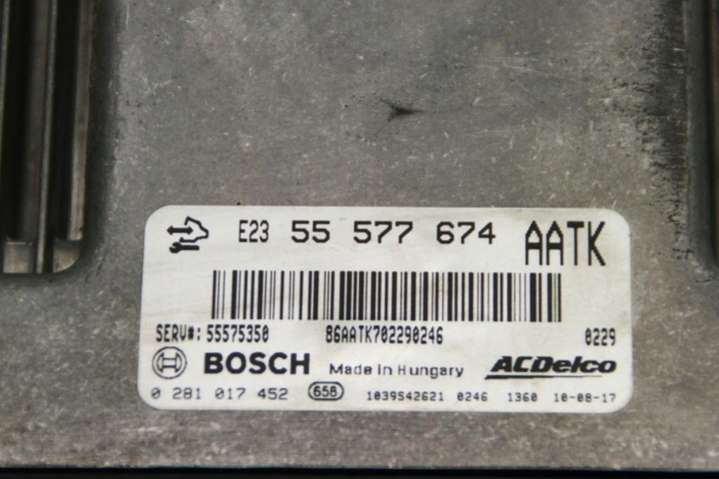 E23 55 577 674 AATK
SERV#: 55575350 86AATK702290246 0229
BOSCH Made in Hungary ACDelco
0 281 017 452 658 1039S42621 0246 1360 10-08-17